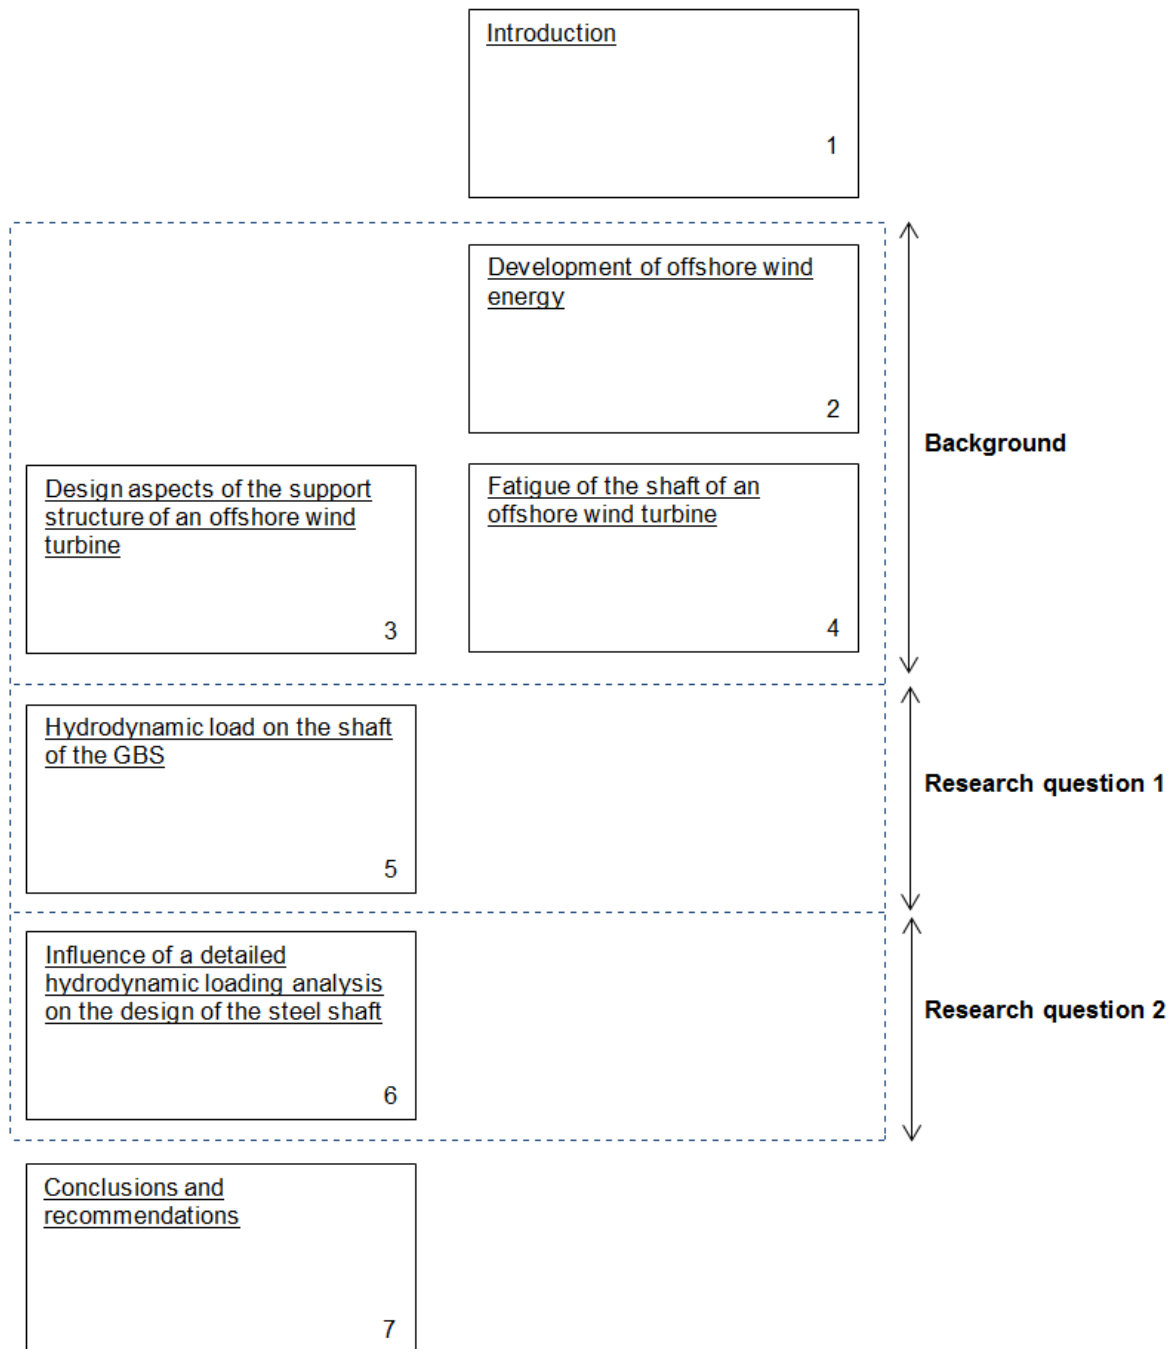 Introduction
1
Development of offshore wind
energy
2
Background
Design aspects of the support
structure of an offshore wind
turbine
3
Fatigue of the shaft of an
offshore wind turbine
4
Hydrodynamic load on the shaft
of the GBS
5
Research question 1
Influence of a detailed
hydrodynamic loading analysis
on the design of the steel shaft
6
Research question 2
Conclusions and
recommendations
7